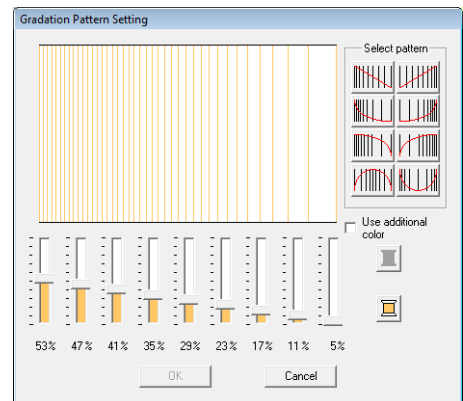 Gradation Pattern Setting
Select pattern
Use additional
color
53% 47% 41% 35% 29% 23% 17% 11% 5%
OK Cancel